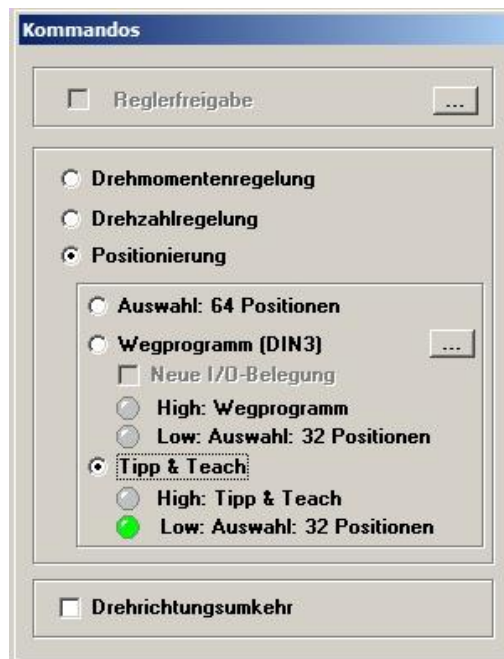 Kommandos
Reglerfreigabe ...
Drehmomentenregelung
Drehzahlregelung
Positionierung
Auswahl: 64 Positionen
Wegprogramm (DIN3) ...
Neue I/O-Belegung
High: Wegprogramm
Low: Auswahl: 32 Positionen
Tipp & Teach
High: Tipp & Teach
Low: Auswahl: 32 Positionen
Drehrichtungsumkehr